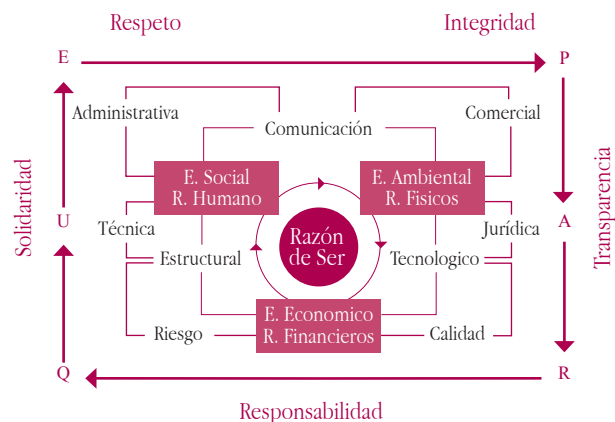 Respeto
Integridad
E
P
Administrativa
Comercial
Comunicación
E. Social
R. Humano
E. Ambiental
R. Fisicos
Solidaridad
Transparencia
U
Técnica
Razón
de Ser
Jurídica
A
Estructural
Tecnologico
E. Economico
R. Financieros
Riesgo
Calidad
Q
R
Responsabilidad